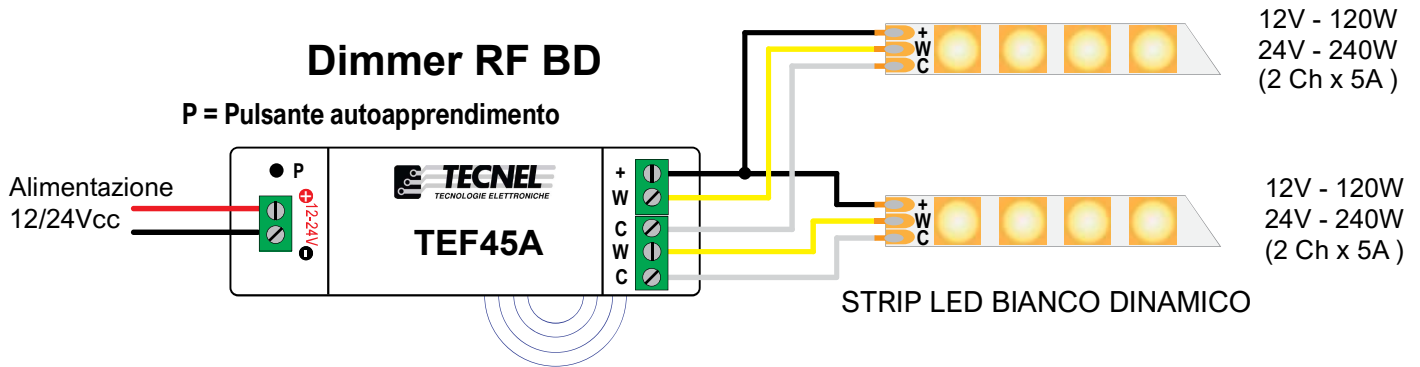 Dimmer RF BD
P = Pulsante autoapprendimento
Alimentazione
12/24Vcc
P
+
12-24V
-
TECNEL
TECNOLOGIE ELETTRONICHE
TEF45A
+
W
C
W
C
+
W
C
12V - 120W
24V - 240W
(2 Ch x 5A )
+
W
C
12V - 120W
24V - 240W
(2 Ch x 5A )
STRIP LED BIANCO DINAMICO